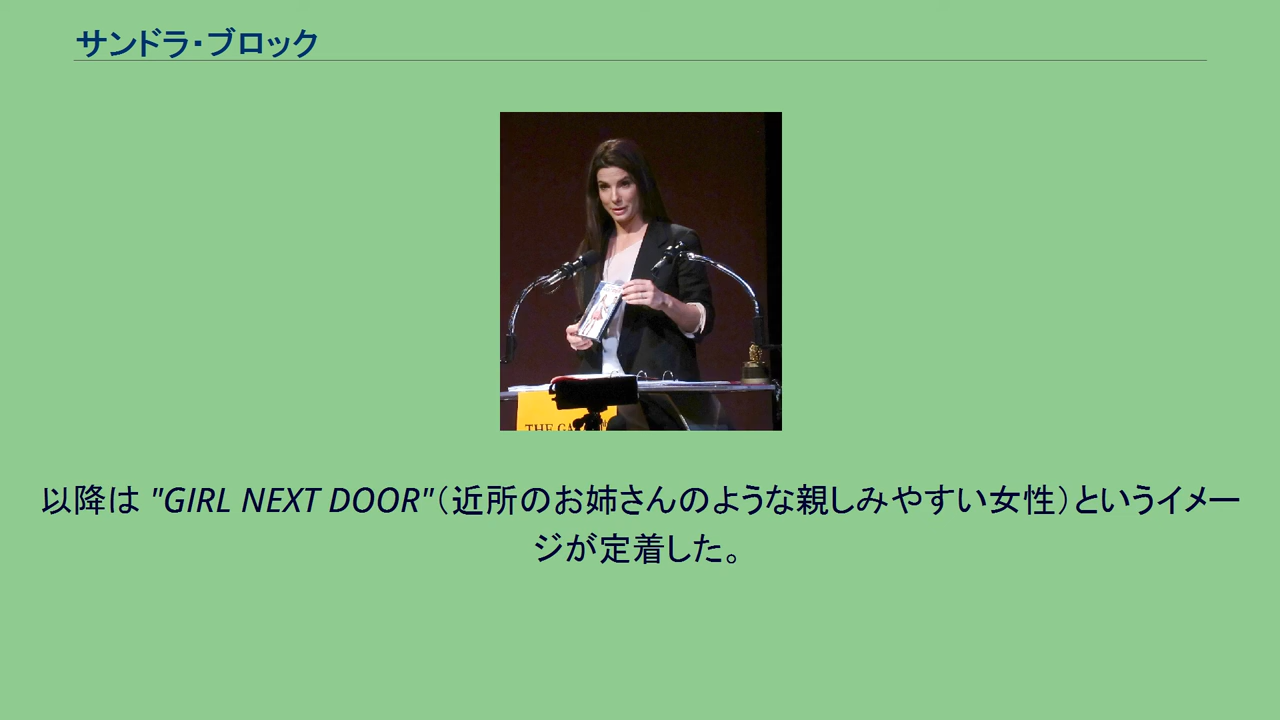 サンドラ・ブロック
THE GA
以降は "GIRL NEXT DOOR"（近所のお姉さんのような親しみやすい女性）というイメー
ジが定着した。